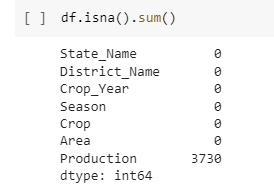 [ ] df.isna().sum()
State_Name 0
District_Name 0
Crop_Year 0
Season 0
Crop 0
Area 0
Production 3730
dtype: int64